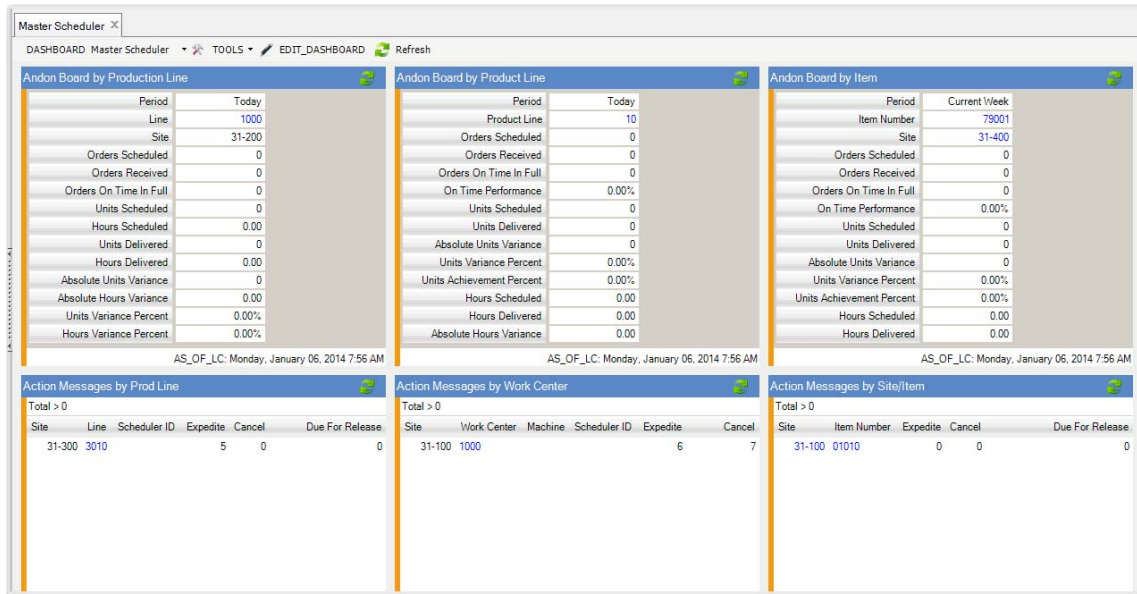 Master Scheduler X
DASHBOARD Master Scheduler TOOLS EDIT_DASHBOARD Refresh
Andon Board by Production Line
Period Today
Line 1000
Site 31-200
Orders Scheduled 0
Orders Received 0
Orders On Time In Full 0
Units Scheduled 0
Hours Scheduled 0.00
Units Delivered 0
Hours Delivered 0.00
Absolute Units Variance 0
Absolute Hours Variance 0.00
Units Variance Percent 0.00%
Hours Variance Percent 0.00%
AS_OF_LC: Monday, January 06, 2014 7:56 AM
Andon Board by Product Line
Period Today
Product Line 10
Orders Scheduled 0
Orders Received 0
Orders On Time In Full 0
On Time Performance 0.00%
Units Scheduled 0
Units Delivered 0
Absolute Units Variance 0
Units Variance Percent 0.00%
Units Achievement Percent 0.00%
Hours Scheduled 0.00
Hours Delivered 0.00
Absolute Hours Variance 0.00
AS_OF_LC: Monday, January 06, 2014 7:56 AM
Andon Board by Item
Period Current Week
Item Number 79001
Site 31-400
Orders Scheduled 0
Orders Received 0
Orders On Time In Full 0
On Time Performance 0.00%
Units Scheduled 0
Units Delivered 0
Absolute Units Variance 0
Units Variance Percent 0.00%
Units Achievement Percent 0.00%
Hours Scheduled 0.00
Hours Delivered 0.00
AS_OF_LC: Monday, January 06, 2014 7:56 AM
Action Messages by Prod Line
Total > 0
Site Line Scheduler ID Expedite Cancel Due For Release
31-300 3010 5 0 0
Action Messages by Work Center
Total > 0
Site Work Center Machine Scheduler ID Expedite Cancel
31-100 1000 6 7
Action Messages by Site/Item
Total > 0
Site Item Number Expedite Cancel Due For Release
31-100 01010 0 0 0